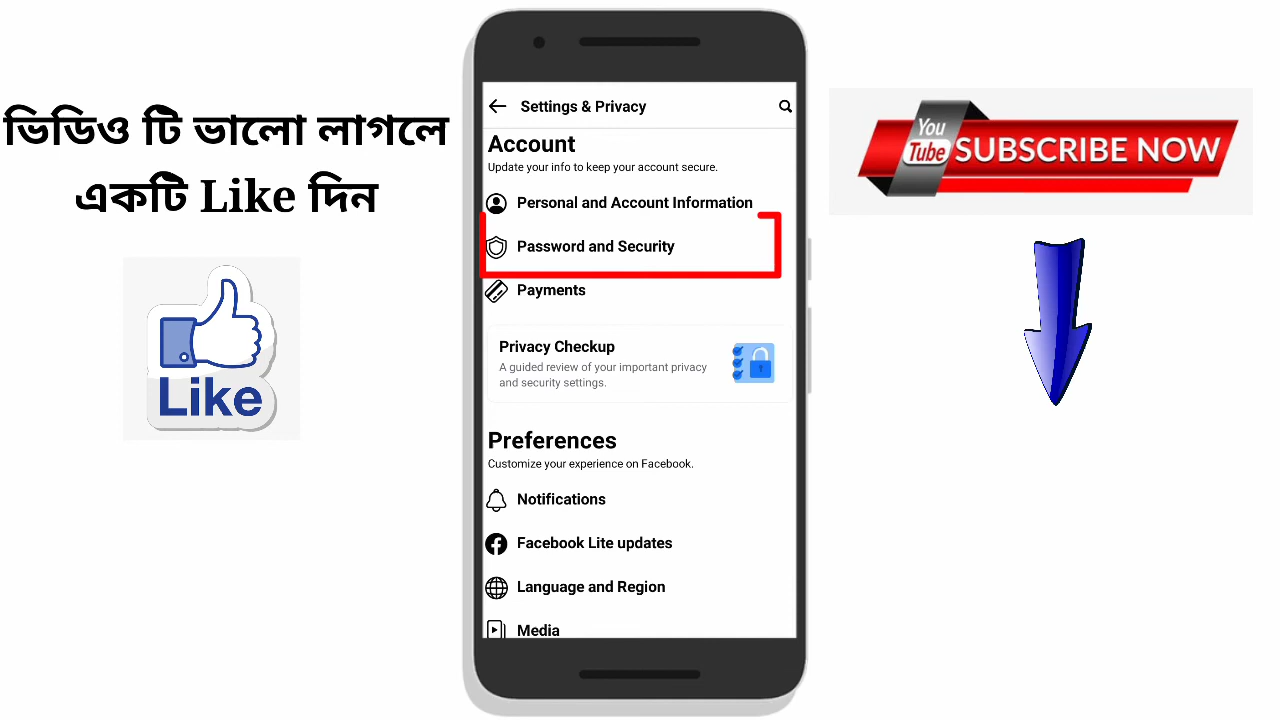 ভিডিও টি ভালো লাগলে
একটি Like দিন
Like
Settings & Privacy
Account
Update your info to keep your account secure.
Personal and Account Information
Password and Security
Payments
Privacy Checkup
A guided review of your important privacy
and security settings.
Preferences
Customize your experience on Facebook.
Notifications
Facebook Lite updates
Language and Region
Media
You
Tube
SUBSCRIBE NOW